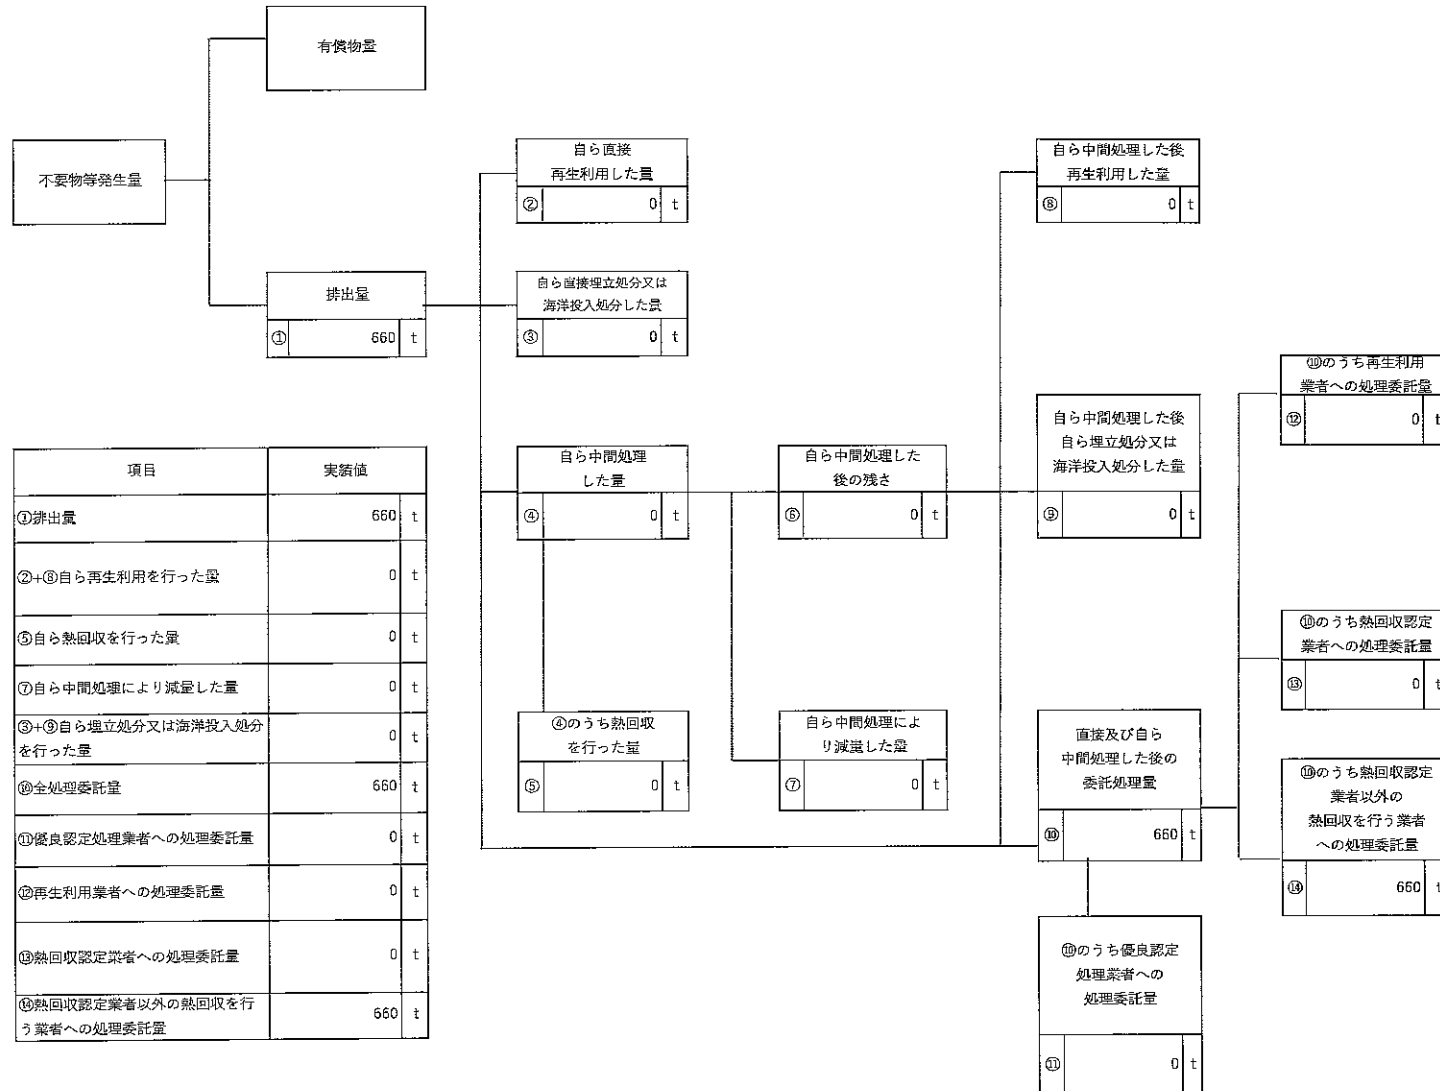 有償物量
不要物等発生量
排出量
① 660 t
自ら直接
再生利用した量
② 0 t
自ら直接埋立処分又は
海洋投入処分した量
③ 0 t
自ら中間処理
した量
④ 0 t
④のうち熱回収
を行った量
⑤ 0 t
自ら中間処理した
後の残さ
⑥ 0 t
自ら中間処理によ
り減量した量
⑦ 0 t
自ら中間処理した後
再生利用した量
⑧ 0 t
自ら中間処理した後
自ら埋立処分又は
海洋投入処分した量
⑨ 0 t
直接及び自ら
中間処理した後の
委託処理量
⑩ 660 t
⑩のうち優良認定
処理業者への
処理委託量
⑪ 0 t
⑩のうち再生利用
業者への処理委託量
⑫ 0 t
⑩のうち熱回収認定
業者への処理委託量
⑬ 0 t
⑩のうち熱回収認定
業者以外の
熱回収を行う業者
への処理委託量
⑭ 660 t
項目 実績値
①排出量 660 t
②+⑧自ら再生利用を行った量 0 t
⑤自ら熱回収を行った量 0 t
⑦自ら中間処理により減量した量 0 t
③+⑨自ら埋立処分又は海洋投入処分
を行った量 0 t
⑩全処理委託量 660 t
⑪優良認定処理業者への処理委託量 0 t
⑫再生利用業者への処理委託量 0 t
⑬熱回収認定業者への処理委託量 0 t
⑭熱回収認定業者以外の熱回収を行
う業者への処理委託量 660 t